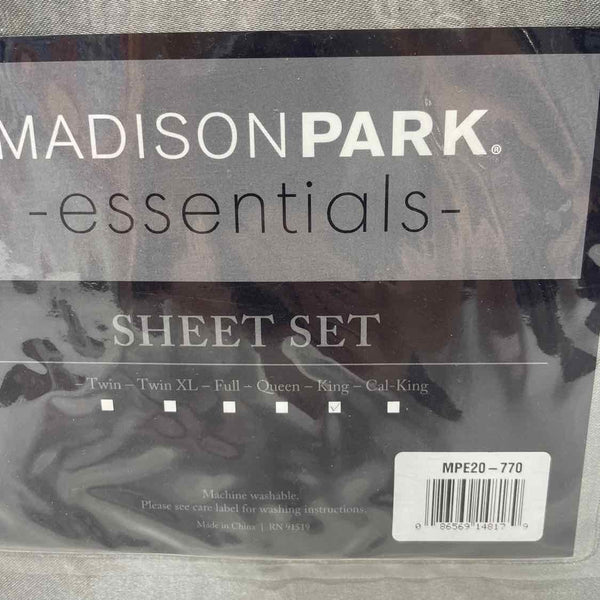 MADISONPARK®
-essentials-
SHEET SET
- Twin – Twin XL – Full – Queen – King – Cal-King
Machine washable.
Please see care label for washing instructions.
Made in China | RN 91519
MPE20-770
0 86569 14817 9